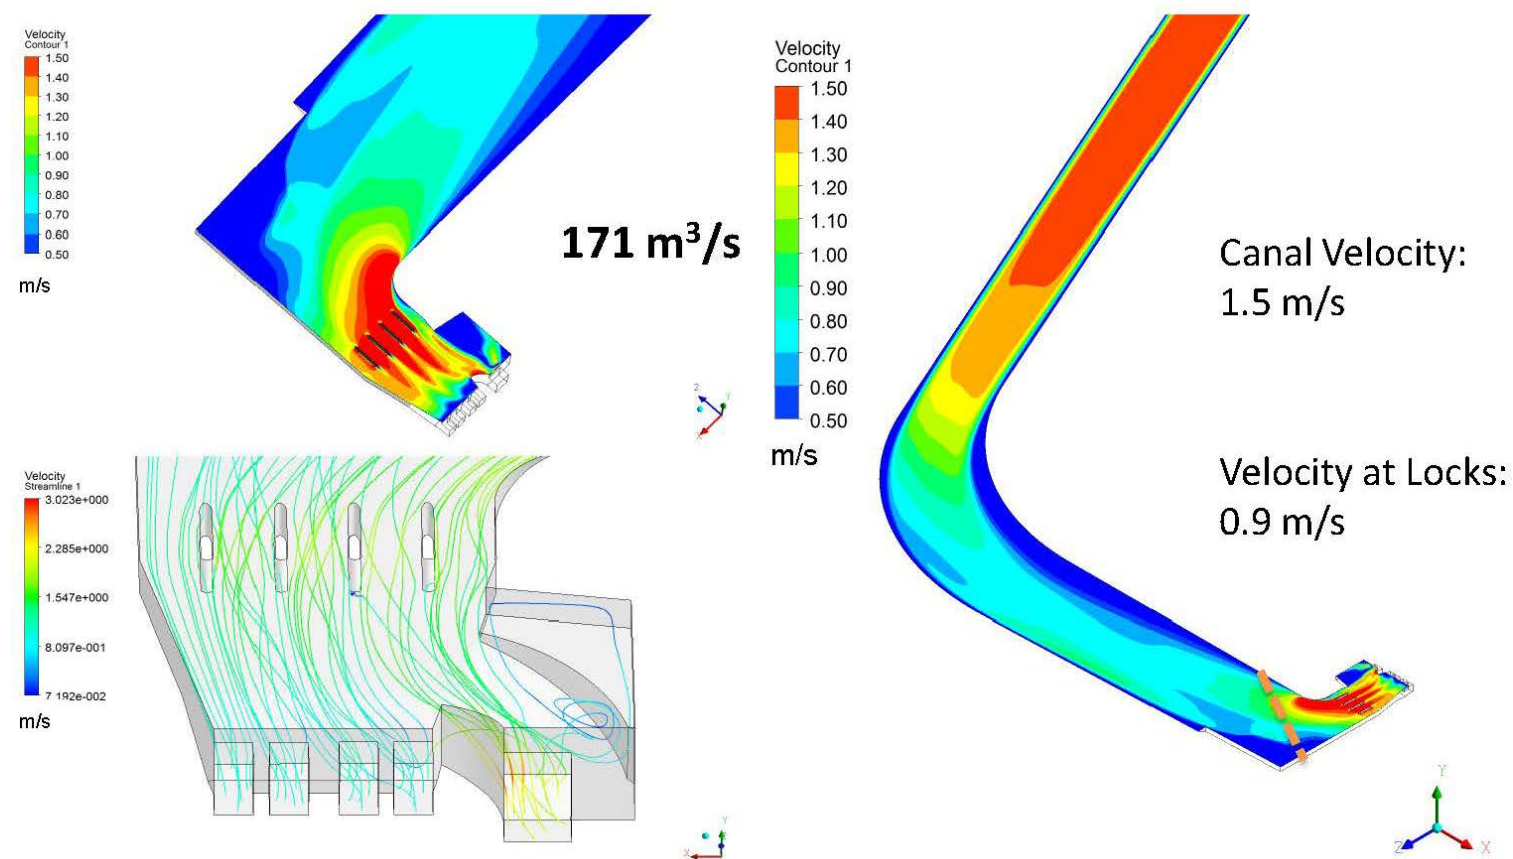 Velocity
Contour 1
1.50
1.40
1.30
1.20
1.10
1.00
0.90
0.80
0.70
0.60
0.50
m/s
171 m³/s
Z
Y
X
Velocity
Streamline 1
3.023e+000
2.285e+000
1.547e+000
8.097e-001
7.192e-002
m/s
Y
X
Velocity
Contour 1
1.50
1.40
1.30
1.20
1.10
1.00
0.90
0.80
0.70
0.60
0.50
m/s
Canal Velocity:
1.5 m/s
Velocity at Locks:
0.9 m/s
Y
Z
X